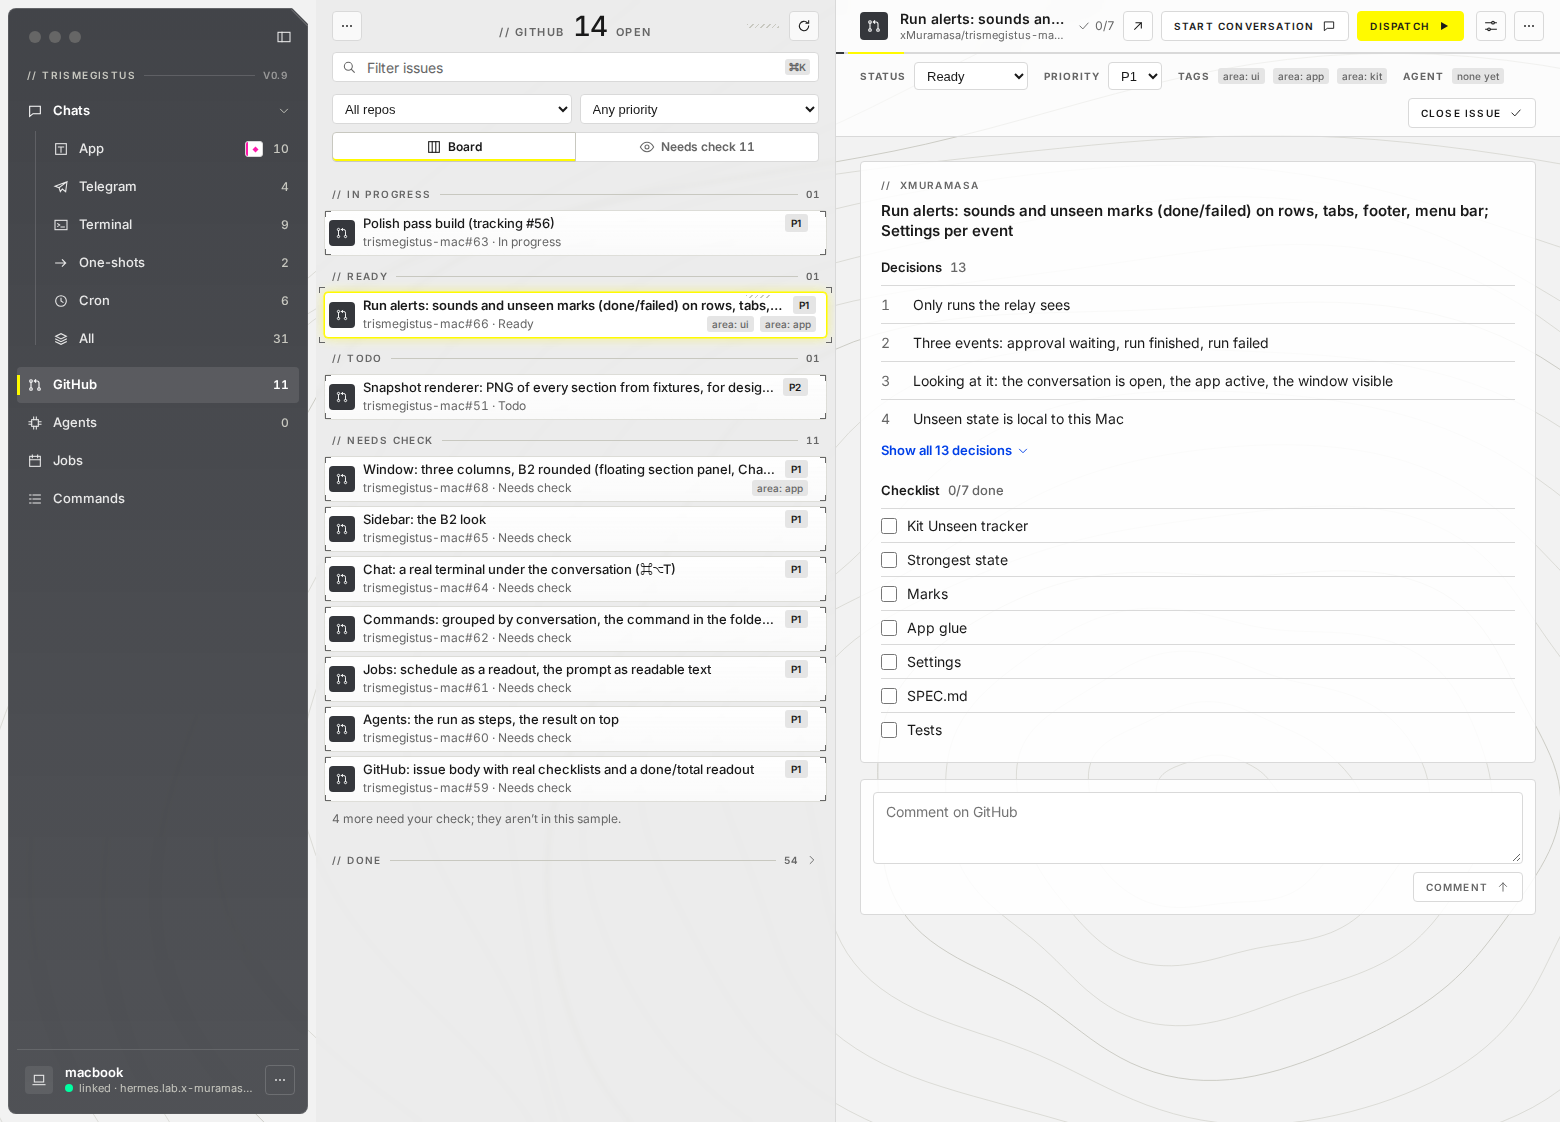 // TRISMEGISTUS V0.9
Chats
App 10
Telegram 4
Terminal 9
One-shots 2
Cron 6
All 31
GitHub 11
Agents 0
Jobs
Commands
macbook
linked · hermes.lab.x-muramas...
// GITHUB 14 OPEN
Filter issues ⌘K
All repos Any priority
Board Needs check 11
// IN PROGRESS 01
Polish pass build (tracking #56) P1
trismegistus-mac#63 · In progress
// READY 01
Run alerts: sounds and unseen marks (done/failed) on rows, tabs,... P1
trismegistus-mac#66 · Ready area: ui area: app
// TODO 01
Snapshot renderer: PNG of every section from fixtures, for desig... P2
trismegistus-mac#51 · Todo
// NEEDS CHECK 11
Window: three columns, B2 rounded (floating section panel, Cha... P1
trismegistus-mac#68 · Needs check area: app
Sidebar: the B2 look P1
trismegistus-mac#65 · Needs check
Chat: a real terminal under the conversation (⌘⌥T) P1
trismegistus-mac#64 · Needs check
Commands: grouped by conversation, the command in the folde... P1
trismegistus-mac#62 · Needs check
Jobs: schedule as a readout, the prompt as readable text P1
trismegistus-mac#61 · Needs check
Agents: the run as steps, the result on top P1
trismegistus-mac#60 · Needs check
GitHub: issue body with real checklists and a done/total readout P1
trismegistus-mac#59 · Needs check
4 more need your check; they aren't in this sample.
// DONE 54
Run alerts: sounds an... 0/7 START CONVERSATION DISPATCH
xMuramasa/trismegistus-ma...
STATUS Ready PRIORITY P1 TAGS area: ui area: app area: kit AGENT none yet
CLOSE ISSUE
// XMURAMASA
Run alerts: sounds and unseen marks (done/failed) on rows, tabs, footer, menu bar;
Settings per event
Decisions 13
1 Only runs the relay sees
2 Three events: approval waiting, run finished, run failed
3 Looking at it: the conversation is open, the app active, the window visible
4 Unseen state is local to this Mac
Show all 13 decisions
Checklist 0/7 done
Kit Unseen tracker
Strongest state
Marks
App glue
Settings
SPEC.md
Tests
Comment on GitHub
COMMENT